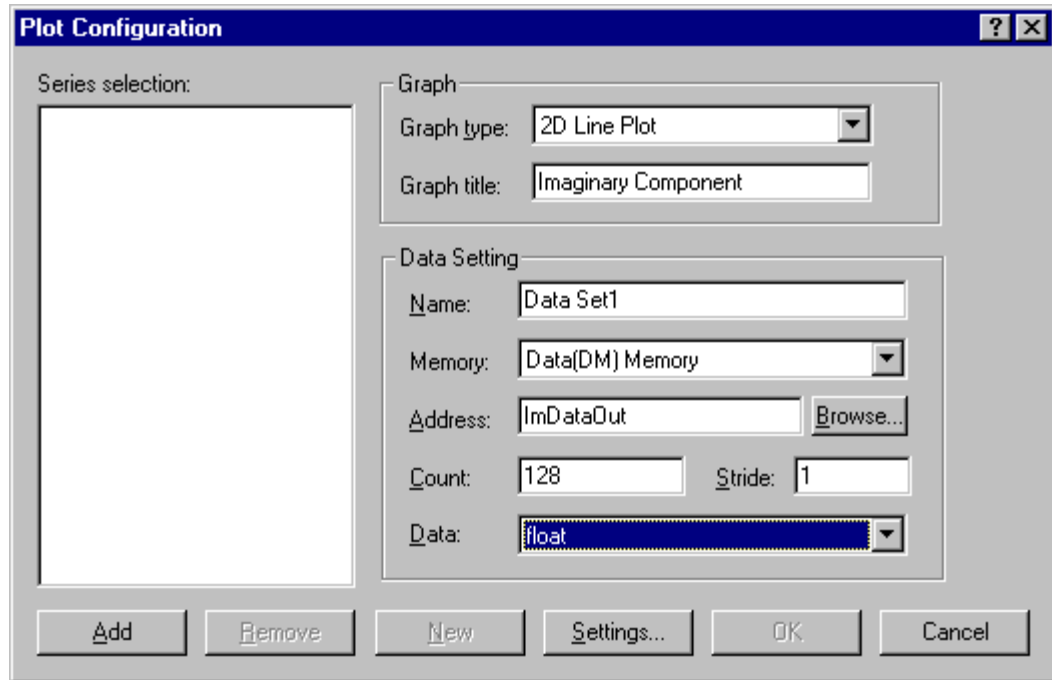 Plot Configuration
Series selection:
Graph
Graph type: 2D Line Plot
Graph title: Imaginary Component
Data Setting
Name: Data Set1
Memory: Data(DM) Memory
Address: ImDataOut Browse...
Count: 128 Stride: 1
Data: float
Add Remove New Settings... OK Cancel